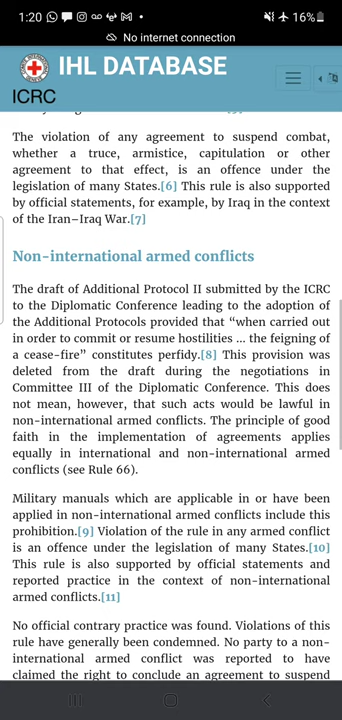 1:20
16%
No internet connection
IHL DATABASE
ICRC
The violation of any agreement to suspend combat,
whether a truce, armistice, capitulation or other
agreement to that effect, is an offence under the
legislation of many States.[6] This rule is also supported
by official statements, for example, by Iraq in the context
of the Iran–Iraq War.[7]
Non-international armed conflicts
The draft of Additional Protocol II submitted by the ICRC
to the Diplomatic Conference leading to the adoption of
the Additional Protocols provided that “when carried out
in order to commit or resume hostilities ... the feigning of
a cease-fire” constitutes perfidy.[8] This provision was
deleted from the draft during the negotiations in
Committee III of the Diplomatic Conference. This does
not mean, however, that such acts would be lawful in
non-international armed conflicts. The principle of good
faith in the implementation of agreements applies
equally in international and non-international armed
conflicts (see Rule 66).
Military manuals which are applicable in or have been
applied in non-international armed conflicts include this
prohibition.[9] Violation of the rule in any armed conflict
is an offence under the legislation of many States.[10]
This rule is also supported by official statements and
reported practice in the context of non-international
armed conflicts.[11]
No official contrary practice was found. Violations of this
rule have generally been condemned. No party to a non-
international armed conflict was reported to have
claimed the right to conclude an agreement to suspend